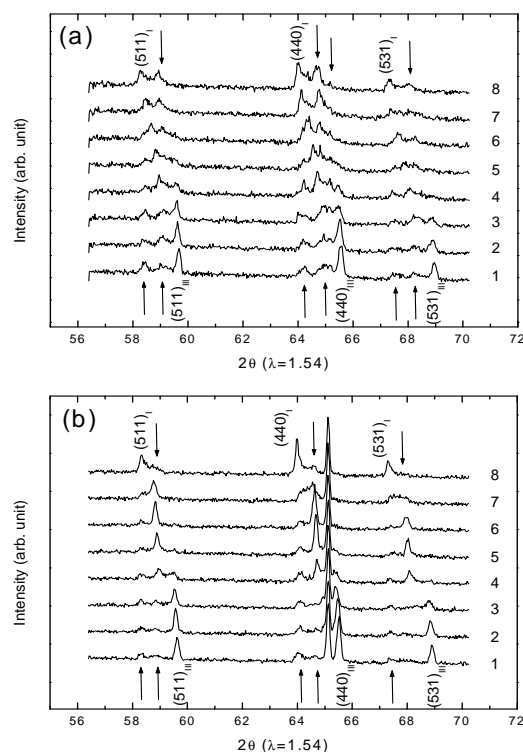 (a)
(511)I
(440)I
(531)I
8
7
6
5
4
3
2
1
(511)III
(440)III
(531)III
Intensity (arb. unit)
56 58 60 62 64 66 68 70 72
2θ (λ=1.54)
(b)
(511)I
(440)I
(531)I
8
7
6
5
4
3
2
1
(511)III
(440)III
(531)III
Intensity (arb. unit)
56 58 60 62 64 66 68 70 72
2θ (λ=1.54)